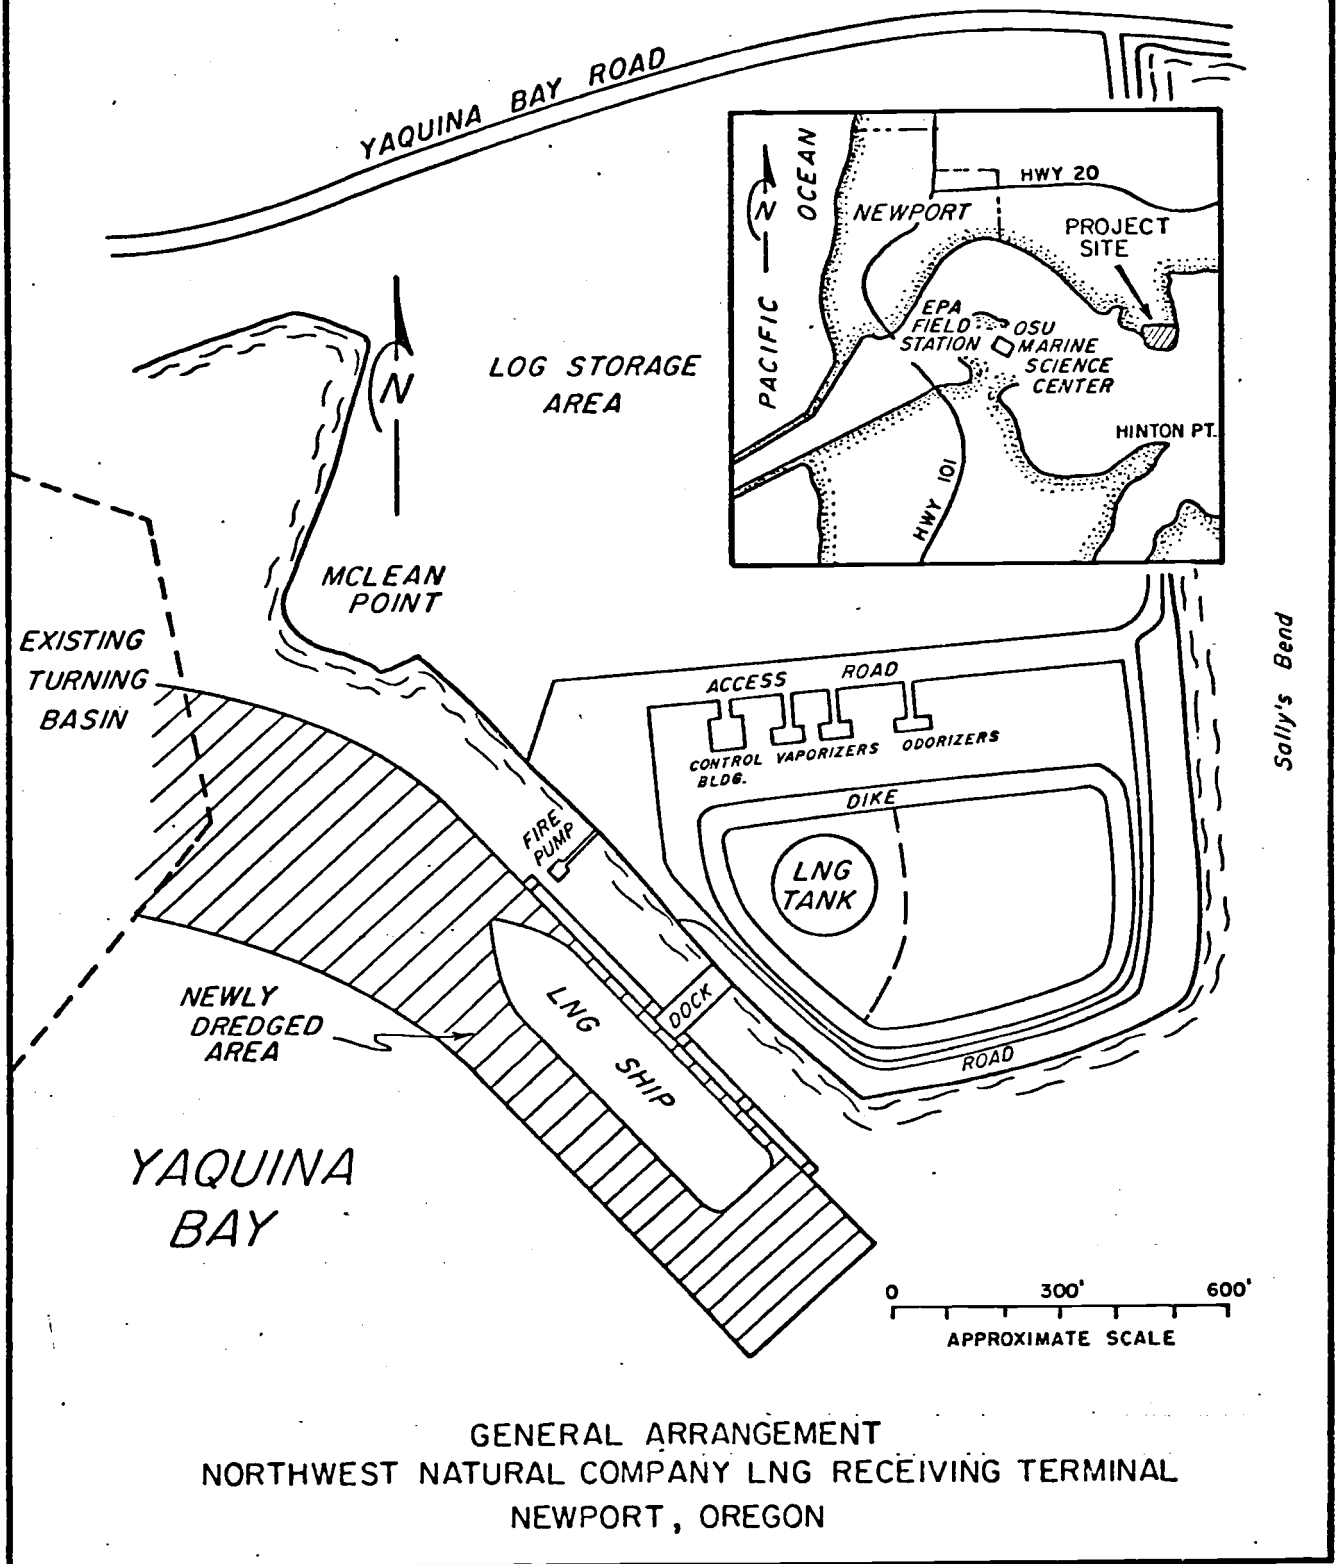 YAQUINA BAY ROAD
PACIFIC OCEAN
N
HWY 20
NEWPORT
PROJECT
SITE
EPA
FIELD
STATION
OSU
MARINE
SCIENCE
CENTER
HINTON PT.
HWY 101
N
LOG STORAGE
AREA
MCLEAN
POINT
EXISTING
TURNING
BASIN
Sally's Bend
ACCESS ROAD
CONTROL
BLDG.
VAPORIZERS
ODORIZERS
DIKE
FIRE
PUMP
LNG
TANK
NEWLY
DREDGED
AREA
LNG SHIP
DOCK
ROAD
YAQUINA
BAY
0 300' 600'
APPROXIMATE SCALE
GENERAL ARRANGEMENT
NORTHWEST NATURAL COMPANY LNG RECEIVING TERMINAL
NEWPORT, OREGON